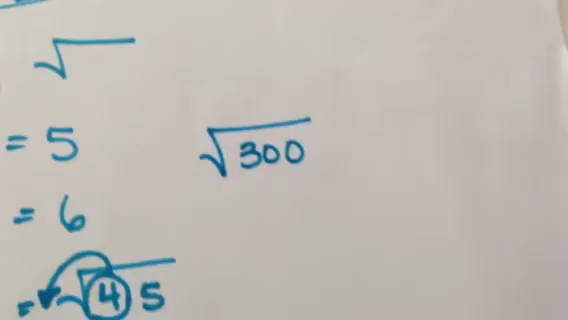 √
= 5
√300
= 6
= √4 5